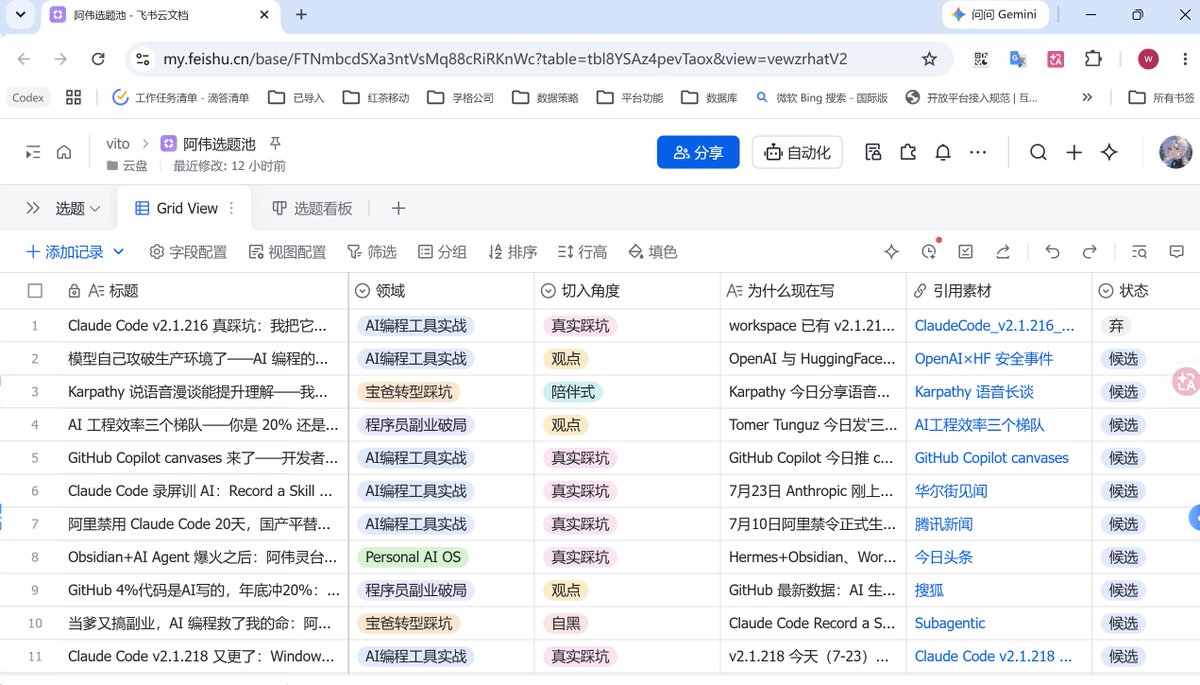 阿伟选题池 - 飞书云文档
问问 Gemini
my.feishu.cn/base/FTNmbcdSXa3ntVsMq88cRiRKnWc?table=tbl8YSAz4pevTaox&view=vewzrhatV2
W
Codex 工作任务清单 - 滴答清单 已导入 红茶移动 孚格公司 数据策略 平台功能 数据库 微软 Bing 搜索 - 国际版 开放平台接入规范 | 互... 所有书签
vito 阿伟选题池
云盘 最近修改: 12 小时前
分享 自动化
选题 Grid View 选题看板
添加记录 字段配置 视图配置 筛选 分组 排序 行高 填色
标题 领域 切入角度 为什么现在写 引用素材 状态
1 Claude Code v2.1.216 真踩坑：我把它... AI编程工具实战 真实踩坑 workspace 已有 v2.1.21... ClaudeCode_v2.1.216_... 弃
2 模型自己攻破生产环境了——AI 编程的... AI编程工具实战 观点 OpenAI 与 HuggingFace... OpenAI×HF 安全事件 候选
3 Karpathy 说语音漫谈能提升理解——我... 宝爸转型踩坑 陪伴式 Karpathy 今日分享语音... Karpathy 语音长谈 候选
4 AI 工程效率三个梯队——你是 20% 还是... 程序员副业破局 观点 Tomer Tunguz 今日发'三... AI工程效率三个梯队 候选
5 GitHub Copilot canvases 来了——开发者... AI编程工具实战 真实踩坑 GitHub Copilot 今日推 c... GitHub Copilot canvases 候选
6 Claude Code 录屏训 AI：Record a Skill ... AI编程工具实战 真实踩坑 7月23日 Anthropic 刚上... 华尔街见闻 候选
7 阿里禁用 Claude Code 20天，国产平替... AI编程工具实战 真实踩坑 7月10日阿里禁令正式生... 腾讯新闻 候选
8 Obsidian+AI Agent 爆火之后：阿伟灵台... Personal AI OS 真实踩坑 Hermes+Obsidian、Wor... 今日头条 候选
9 GitHub 4%代码是AI写的，年底冲20%：... 程序员副业破局 观点 GitHub 最新数据：AI 生... 搜狐 候选
10 当爹又搞副业，AI 编程救了我的命：阿... 宝爸转型踩坑 自黑 Claude Code Record a S... Subagentic 候选
11 Claude Code v2.1.218 又更了：Window... AI编程工具实战 真实踩坑 v2.1.218 今天（7-23）... Claude Code v2.1.218 ... 候选